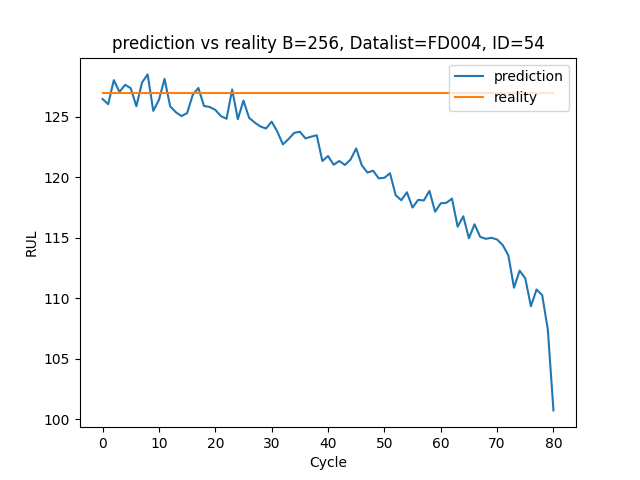 prediction vs reality B=256, Datalist=FD004, ID=54
prediction
reality
125
120
115
110
105
100
RUL
0 10 20 30 40 50 60 70 80
Cycle